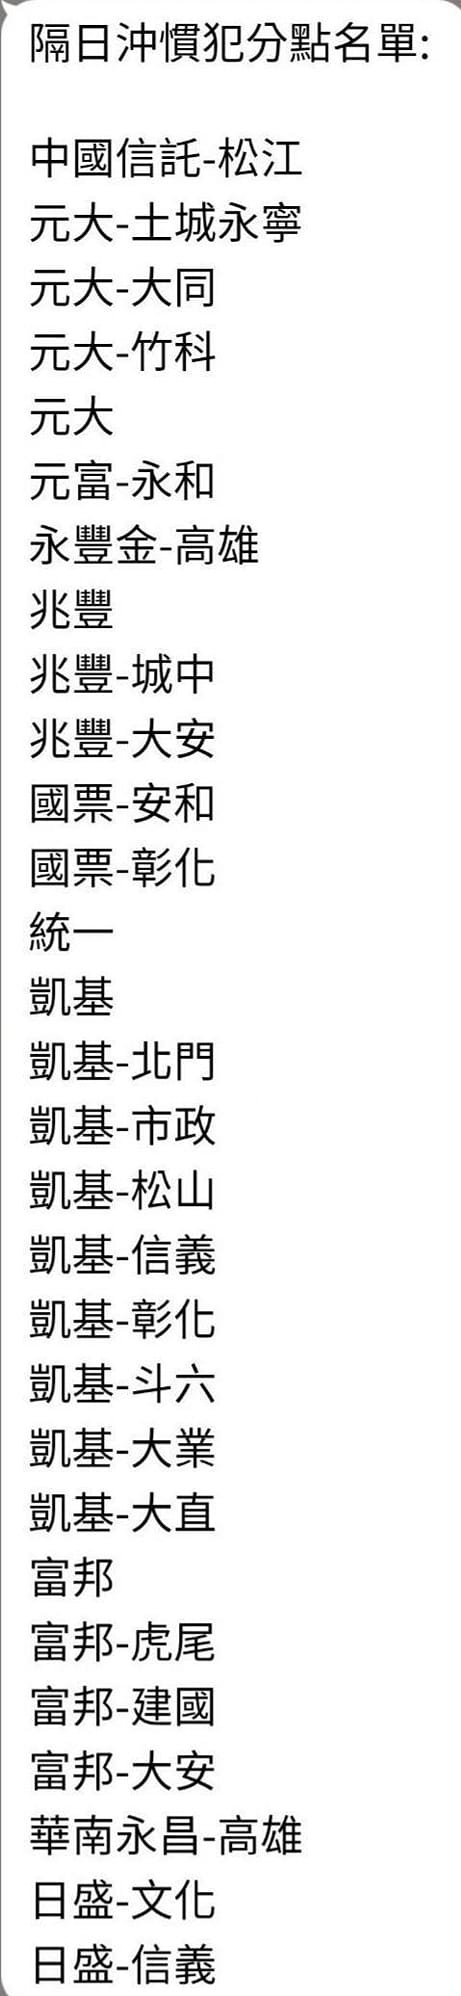 隔日沖慣犯分點名單:
中國信託-松江
元大-土城永寧
元大-大同
元大-竹科
元大
元富-永和
永豐金-高雄
兆豐
兆豐-城中
兆豐-大安
國票-安和
國票-彰化
統一
凱基
凱基-北門
凱基-市政
凱基-松山
凱基-信義
凱基-彰化
凱基-斗六
凱基-大業
凱基-大直
富邦
富邦-虎尾
富邦-建國
富邦-大安
華南永昌-高雄
日盛-文化
日盛-信義